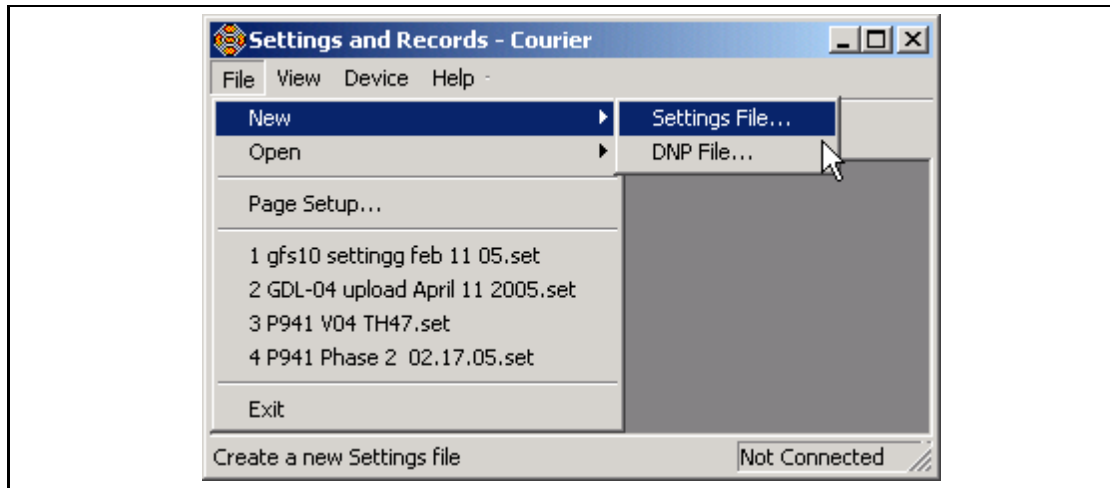 Settings and Records - Courier
File View Device Help
New
Settings File...
Open
DNP File...
Page Setup...
1 gfs10 settingg feb 11 05.set
2 GDL-04 upload April 11 2005.set
3 P941 V04 TH47.set
4 P941 Phase 2  02.17.05.set
Exit
Create a new Settings file
Not Connected